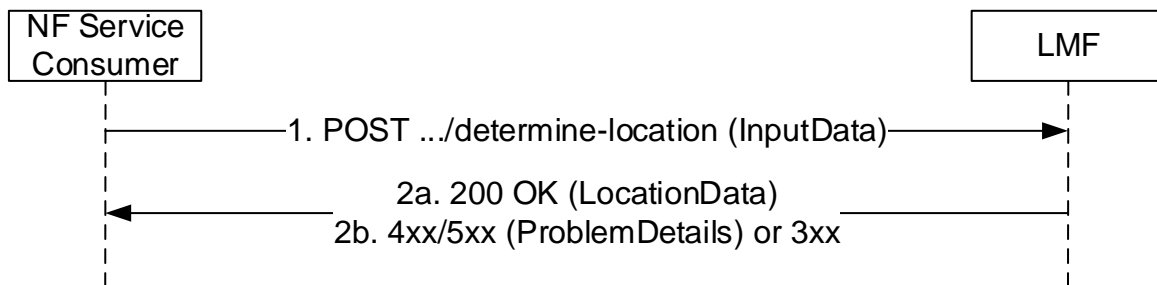 NF Service
Consumer
LMF
1. POST .../determine-location (InputData)
2a. 200 OK (LocationData)
2b. 4xx/5xx (ProblemDetails) or 3xx